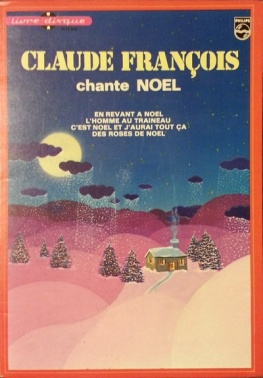 livre-disque
PHILIPS
CLAUDE FRANÇOIS
chante NOEL
EN REVANT A NOEL
L'HOMME AU TRAINEAU
C'EST NOEL ET J'AURAI TOUT ÇA
DES ROSES DE NOEL